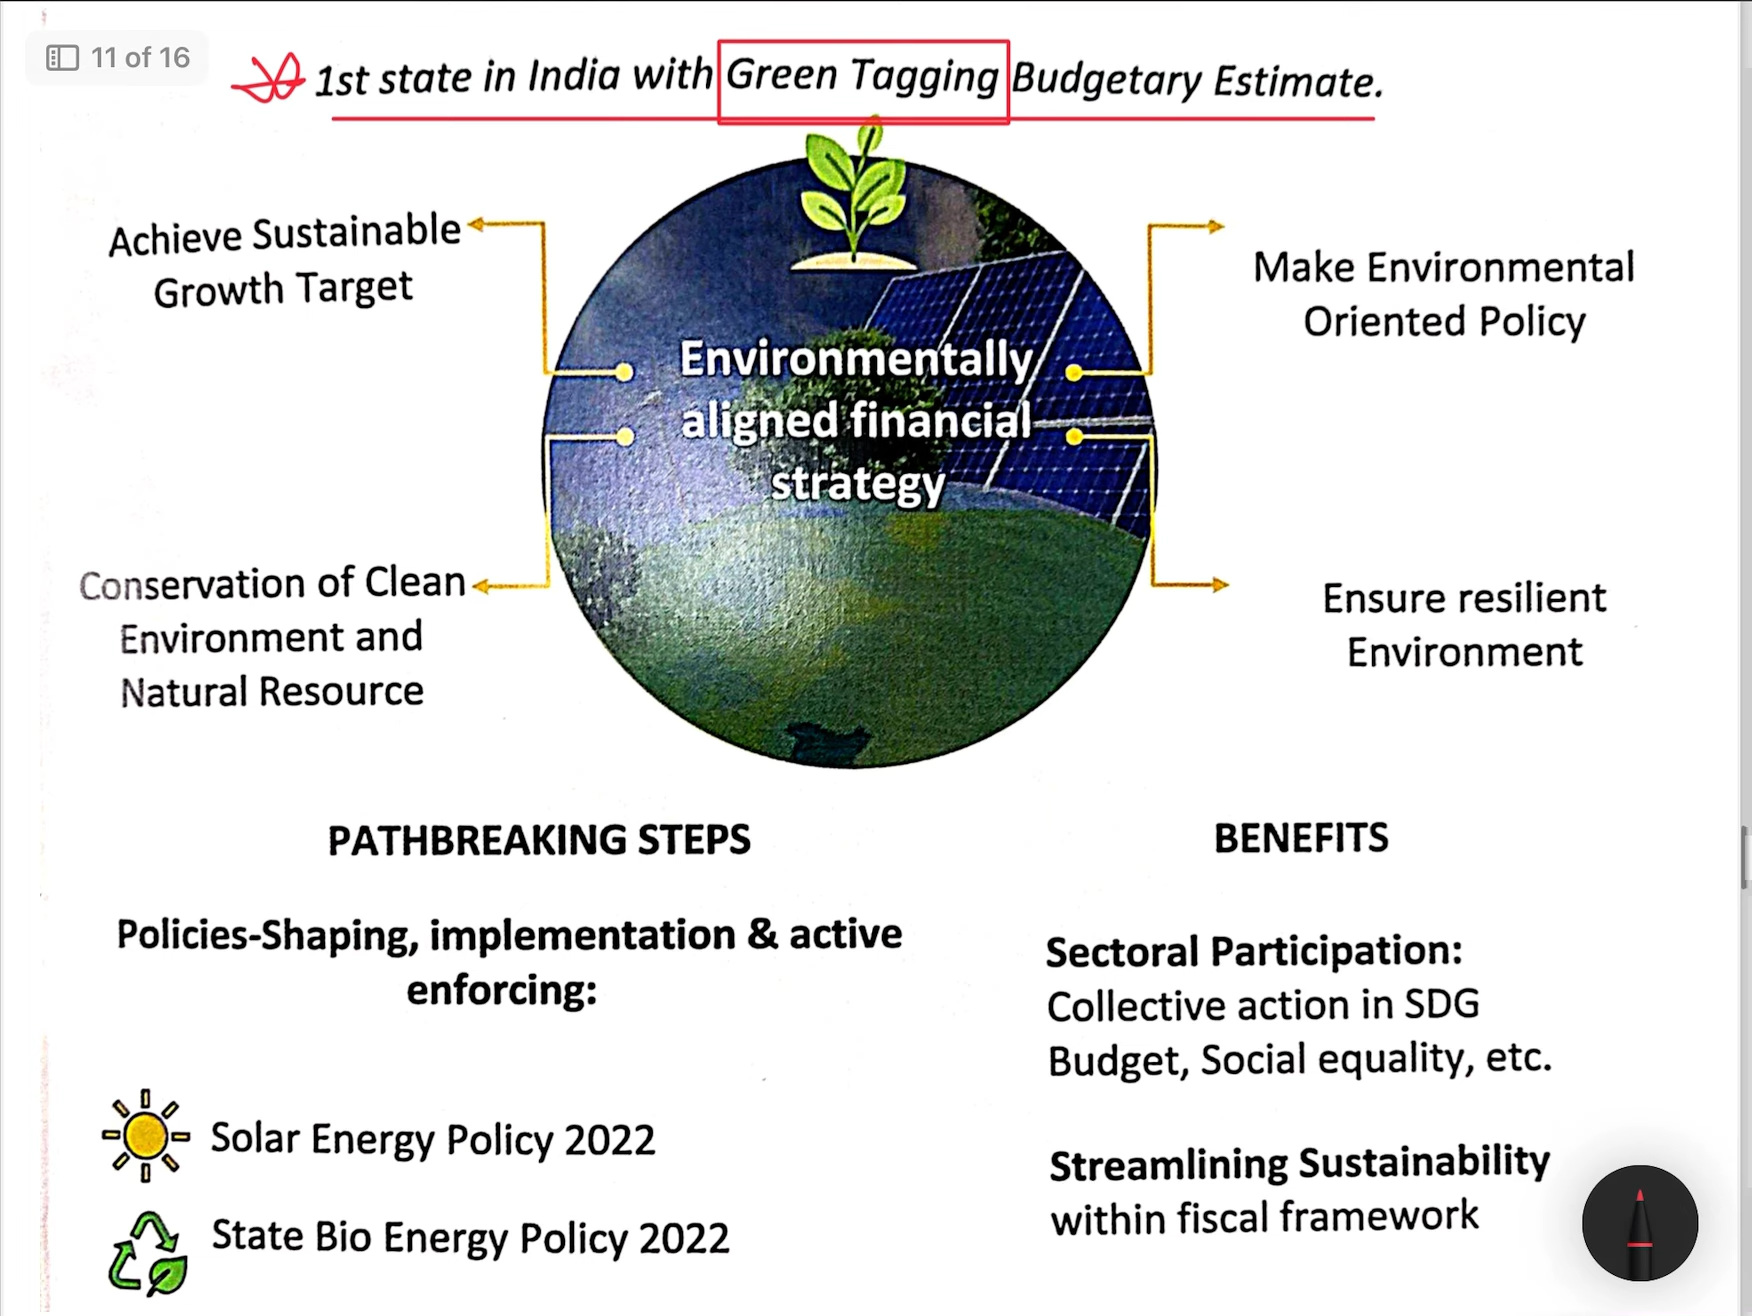 11 of 16
1st state in India with Green Tagging Budgetary Estimate.
Achieve Sustainable
Growth Target
Make Environmental
Oriented Policy
Environmentally
aligned financial
strategy
Conservation of Clean
Environment and
Natural Resource
Ensure resilient
Environment
PATHBREAKING STEPS
Policies-Shaping, implementation & active
enforcing:
Solar Energy Policy 2022
State Bio Energy Policy 2022
BENEFITS
Sectoral Participation:
Collective action in SDG
Budget, Social equality, etc.
Streamlining Sustainability
within fiscal framework